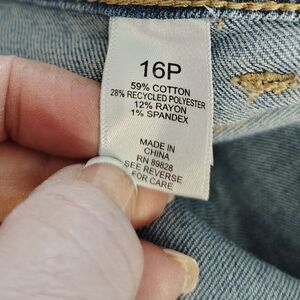 16P
59% COTTON
28% RECYCLED POLYESTER
12% RAYON
1% SPANDEX
MADE IN
CHINA
RN 89828
SEE REVERSE
FOR CARE